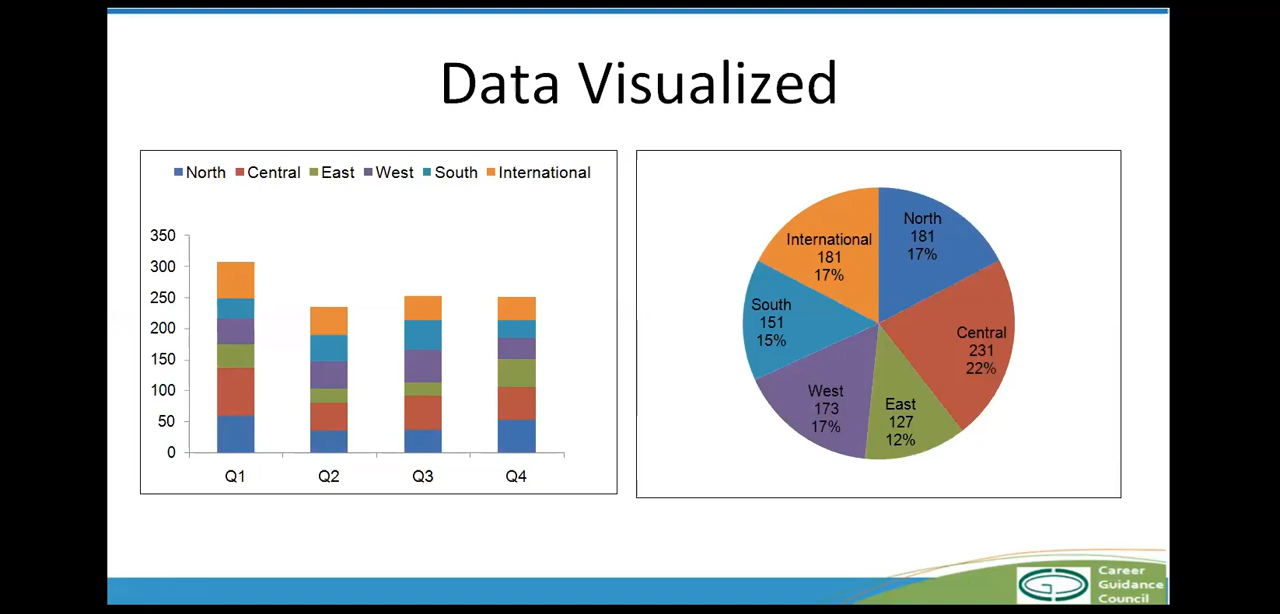 Data Visualized
North Central East West South International
350
300
250
200
150
100
50
0
Q1 Q2 Q3 Q4
North
181
17%
Central
231
22%
East
127
12%
West
173
17%
South
151
15%
International
181
17%
Career
Guidance
Council